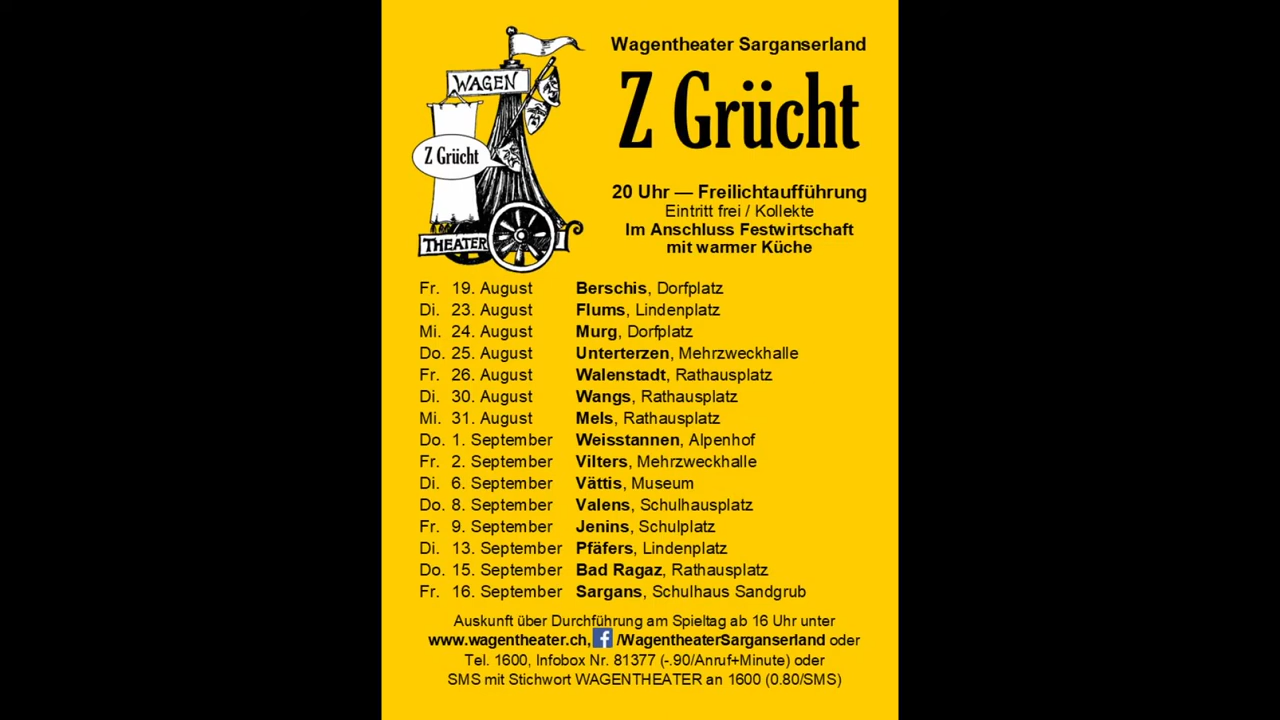 WAGEN
Z Grücht
THEATER
Wagentheater Sarganserland
Z Grücht
20 Uhr — Freilichtaufführung
Eintritt frei / Kollekte
Im Anschluss Festwirtschaft
mit warmer Küche
Fr. 19. August Berschis, Dorfplatz
Di. 23. August Flums, Lindenplatz
Mi. 24. August Murg, Dorfplatz
Do. 25. August Unterterzen, Mehrzweckhalle
Fr. 26. August Walenstadt, Rathausplatz
Di. 30. August Wangs, Rathausplatz
Mi. 31. August Mels, Rathausplatz
Do. 1. September Weisstannen, Alpenhof
Fr. 2. September Vilters, Mehrzweckhalle
Di. 6. September Vättis, Museum
Do. 8. September Valens, Schulhausplatz
Fr. 9. September Jenins, Schulplatz
Di. 13. September Pfäfers, Lindenplatz
Do. 15. September Bad Ragaz, Rathausplatz
Fr. 16. September Sargans, Schulhaus Sandgrub
Auskunft über Durchführung am Spieltag ab 16 Uhr unter
www.wagentheater.ch, f /WagentheaterSarganserland oder
Tel. 1600, Infobox Nr. 81377 (-.90/Anruf+Minute) oder
SMS mit Stichwort WAGENTHEATER an 1600 (0.80/SMS)